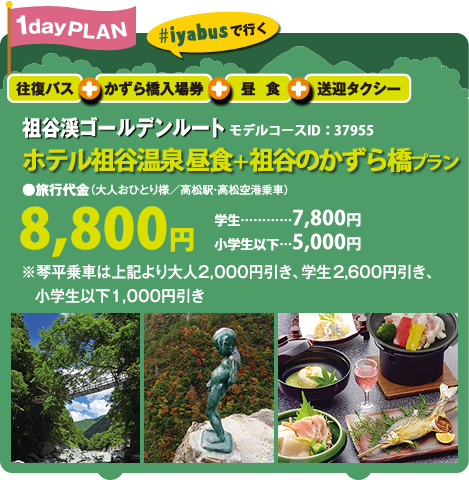 1day PLAN
#iyabusで行く
往復バス+かずら橋入場券+昼 食+送迎タクシー
祖谷渓ゴールデンルート モデルコースID：37955
ホテル祖谷温泉 昼食+祖谷のかずら橋プラン
●旅行代金（大人おひとり様／高松駅・高松空港乗車）
8,800円
学生…………7,800円
小学生以下…5,000円
※琴平乗車は上記より大人2,000円引き、学生2,600円引き、
小学生以下1,000円引き